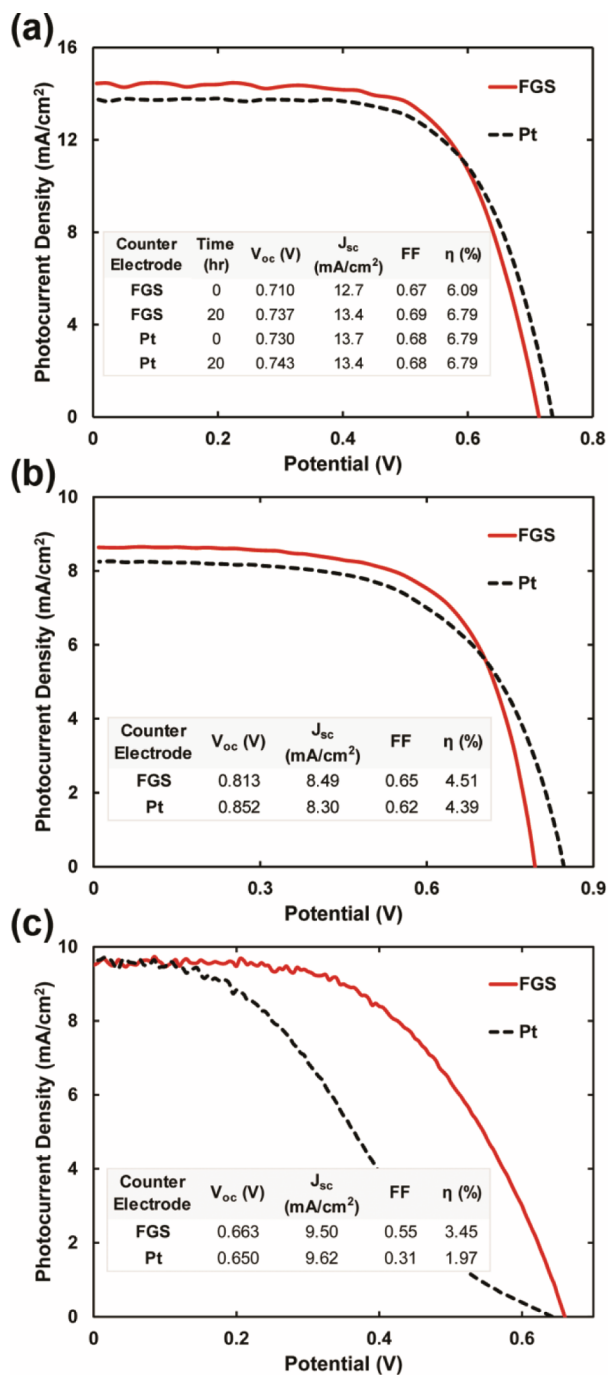 (a)
16
12
8
4
0
Photocurrent Density (mA/cm²)
FGS
Pt
Counter Electrode Time (hr) Voc (V) Jsc (mA/cm²) FF η (%)
FGS 0 0.710 12.7 0.67 6.09
FGS 20 0.737 13.4 0.69 6.79
Pt 0 0.730 13.7 0.68 6.79
Pt 20 0.743 13.4 0.68 6.79
0 0.2 0.4 0.6 0.8
Potential (V)
(b)
10
8
6
4
2
0
Photocurrent Density (mA/cm²)
FGS
Pt
Counter Electrode Voc (V) Jsc (mA/cm²) FF η (%)
FGS 0.813 8.49 0.65 4.51
Pt 0.852 8.30 0.62 4.39
0 0.3 0.6 0.9
Potential (V)
(c)
10
8
6
4
2
0
Photocurrent Density (mA/cm²)
FGS
Pt
Counter Electrode Voc (V) Jsc (mA/cm²) FF η (%)
FGS 0.663 9.50 0.55 3.45
Pt 0.650 9.62 0.31 1.97
0 0.2 0.4 0.6
Potential (V)